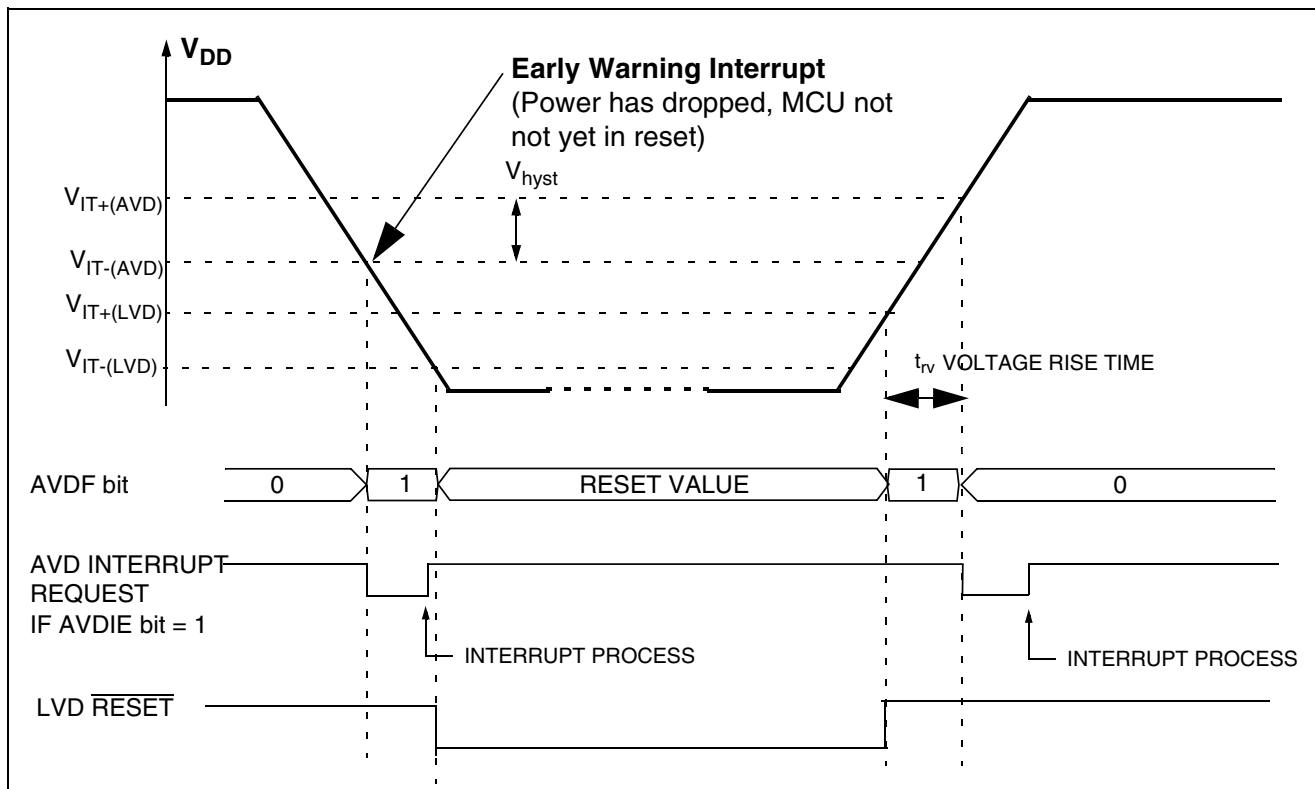 VDD
Early Warning Interrupt
(Power has dropped, MCU not
not yet in reset)
Vhyst
VIT+(AVD)
VIT-(AVD)
VIT+(LVD)
VIT-(LVD)
trv VOLTAGE RISE TIME
AVDF bit
0
1
RESET VALUE
1
0
AVD INTERRUPT
REQUEST
IF AVDIE bit = 1
INTERRUPT PROCESS
INTERRUPT PROCESS
LVD RESET